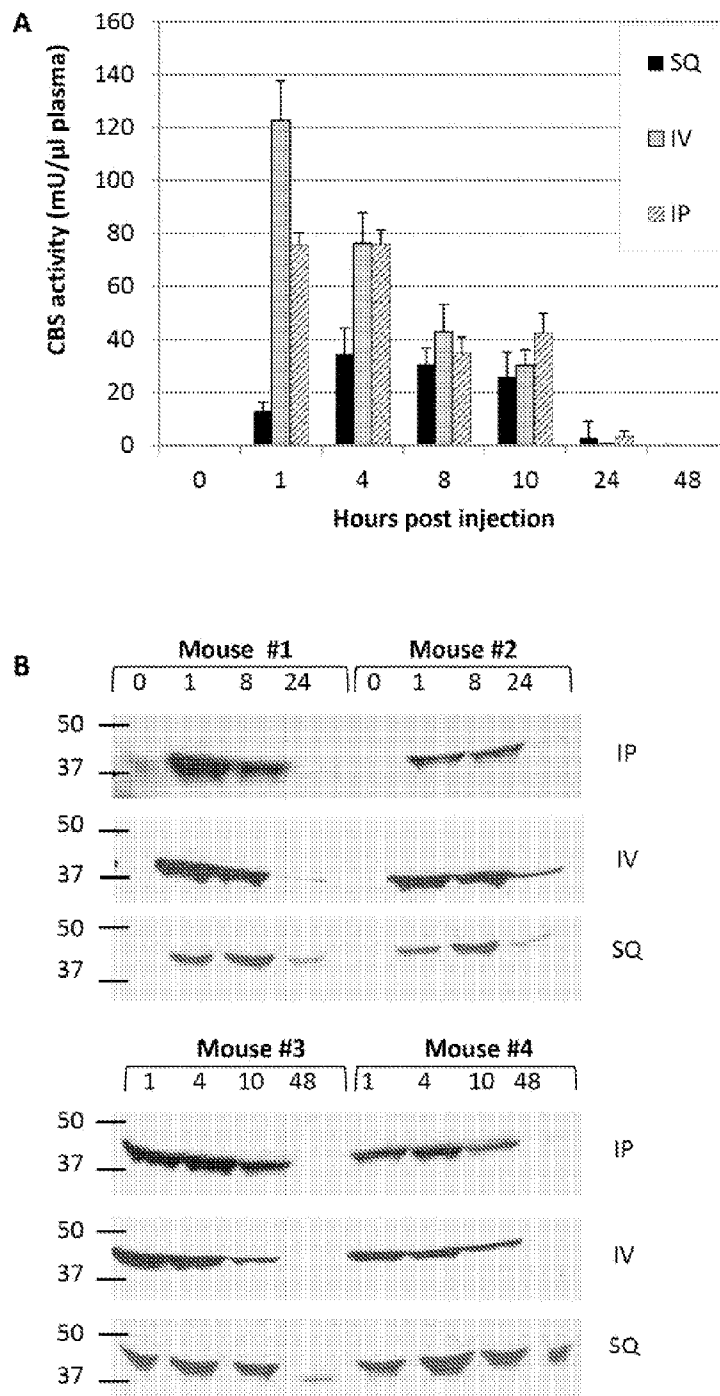 A
160
140
120
100
80
60
40
20
0
CBS activity (mU/µl plasma)
SQ
IV
IP
0 1 4 8 10 24 48
Hours post injection
B
Mouse #1 Mouse #2
0 1 8 24 0 1 8 24
50
37
IP
50
37
IV
50
37
SQ
Mouse #3 Mouse #4
1 4 10 48 1 4 10 48
50
37
IP
50
37
IV
50
37
SQ